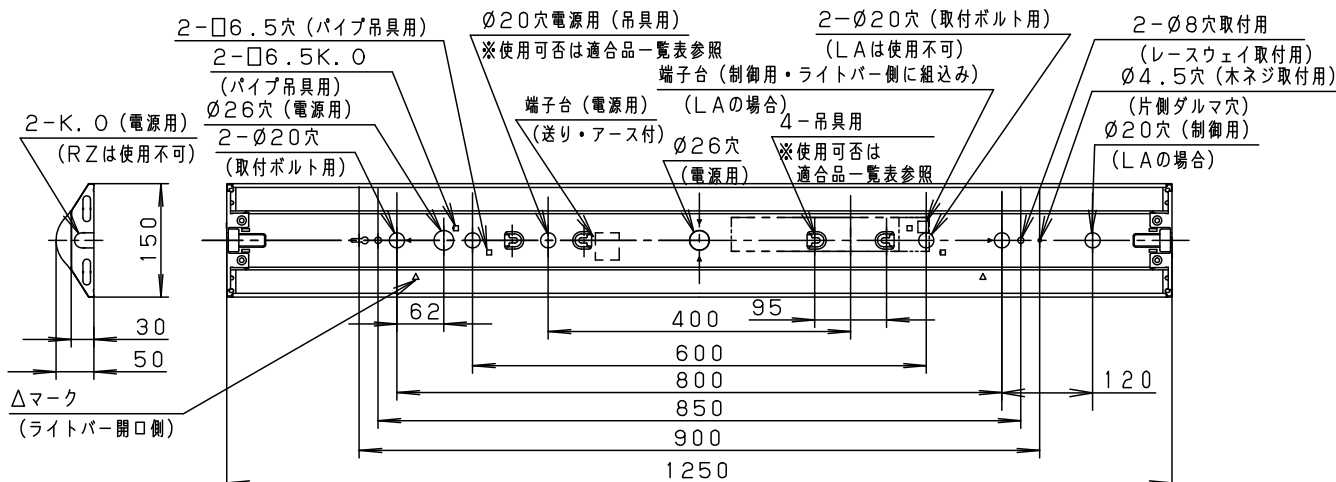 2-□6.5穴(パイプ吊具用)
2-□6.5K.O
(パイプ吊具用)
Ø26穴(電源用)
2-Ø20穴
(取付ボルト用)
2-K.O(電源用)
(RZは使用不可)
Ø20穴電源用(吊具用)
※使用可否は適合品一覧表参照
端子台(電源用)
(送り・アース付)
Ø26穴
(電源用)
2-Ø20穴(取付ボルト用)
(LAは使用不可)
端子台(制御用・ライトバー側に組込み)
(LAの場合)
4-吊具用
※使用可否は
適合品一覧表参照
2-Ø8穴取付用
(レースウェイ取付用)
Ø4.5穴(木ネジ取付用)
(片側ダルマ穴)
Ø20穴(制御用)
(LAの場合)
150
30
50
62
400
95
600
800
120
850
900
1250
△マーク
(ライトバー開口側)